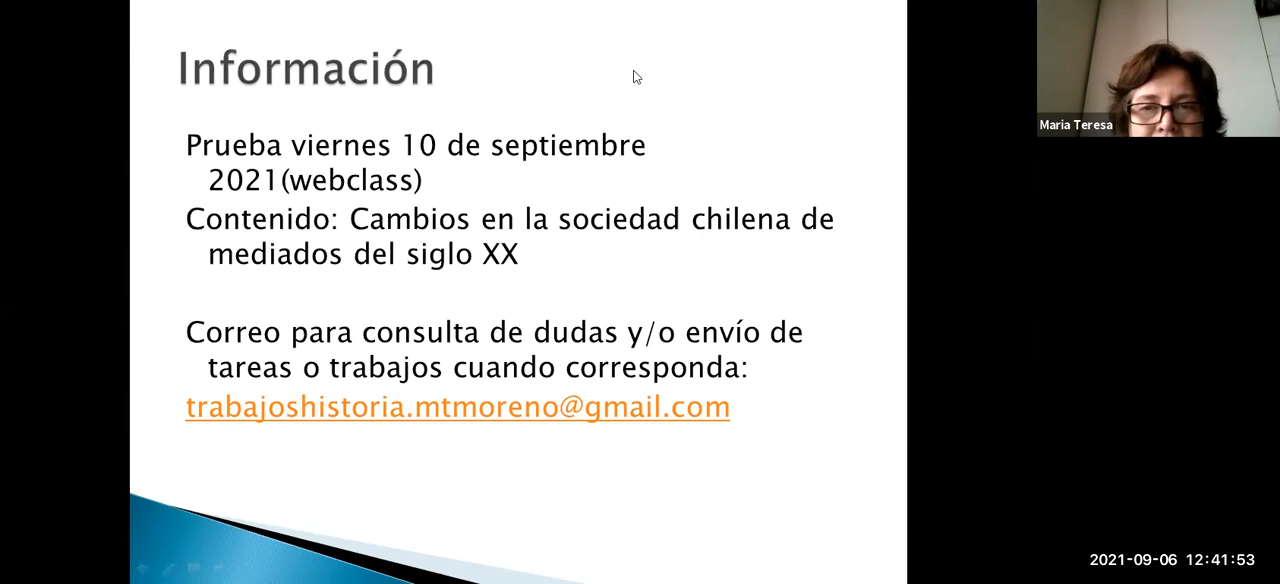 Información
Prueba viernes 10 de septiembre
2021(webclass)
Contenido: Cambios en la sociedad chilena de
mediados del siglo XX
Correo para consulta de dudas y/o envío de
tareas o trabajos cuando corresponda:
trabajoshistoria.mtmoreno@gmail.com
Maria Teresa
2021-09-06 12:41:53